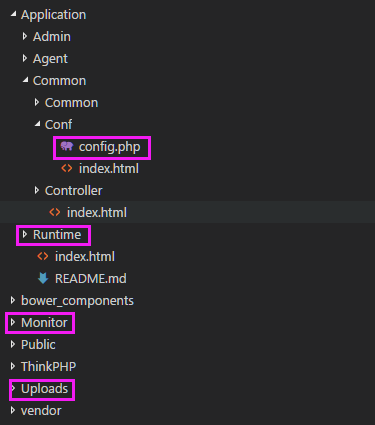 Application
Admin
Agent
Common
Common
Conf
config.php
index.html
Controller
index.html
Runtime
index.html
README.md
bower_components
Monitor
Public
ThinkPHP
Uploads
vendor